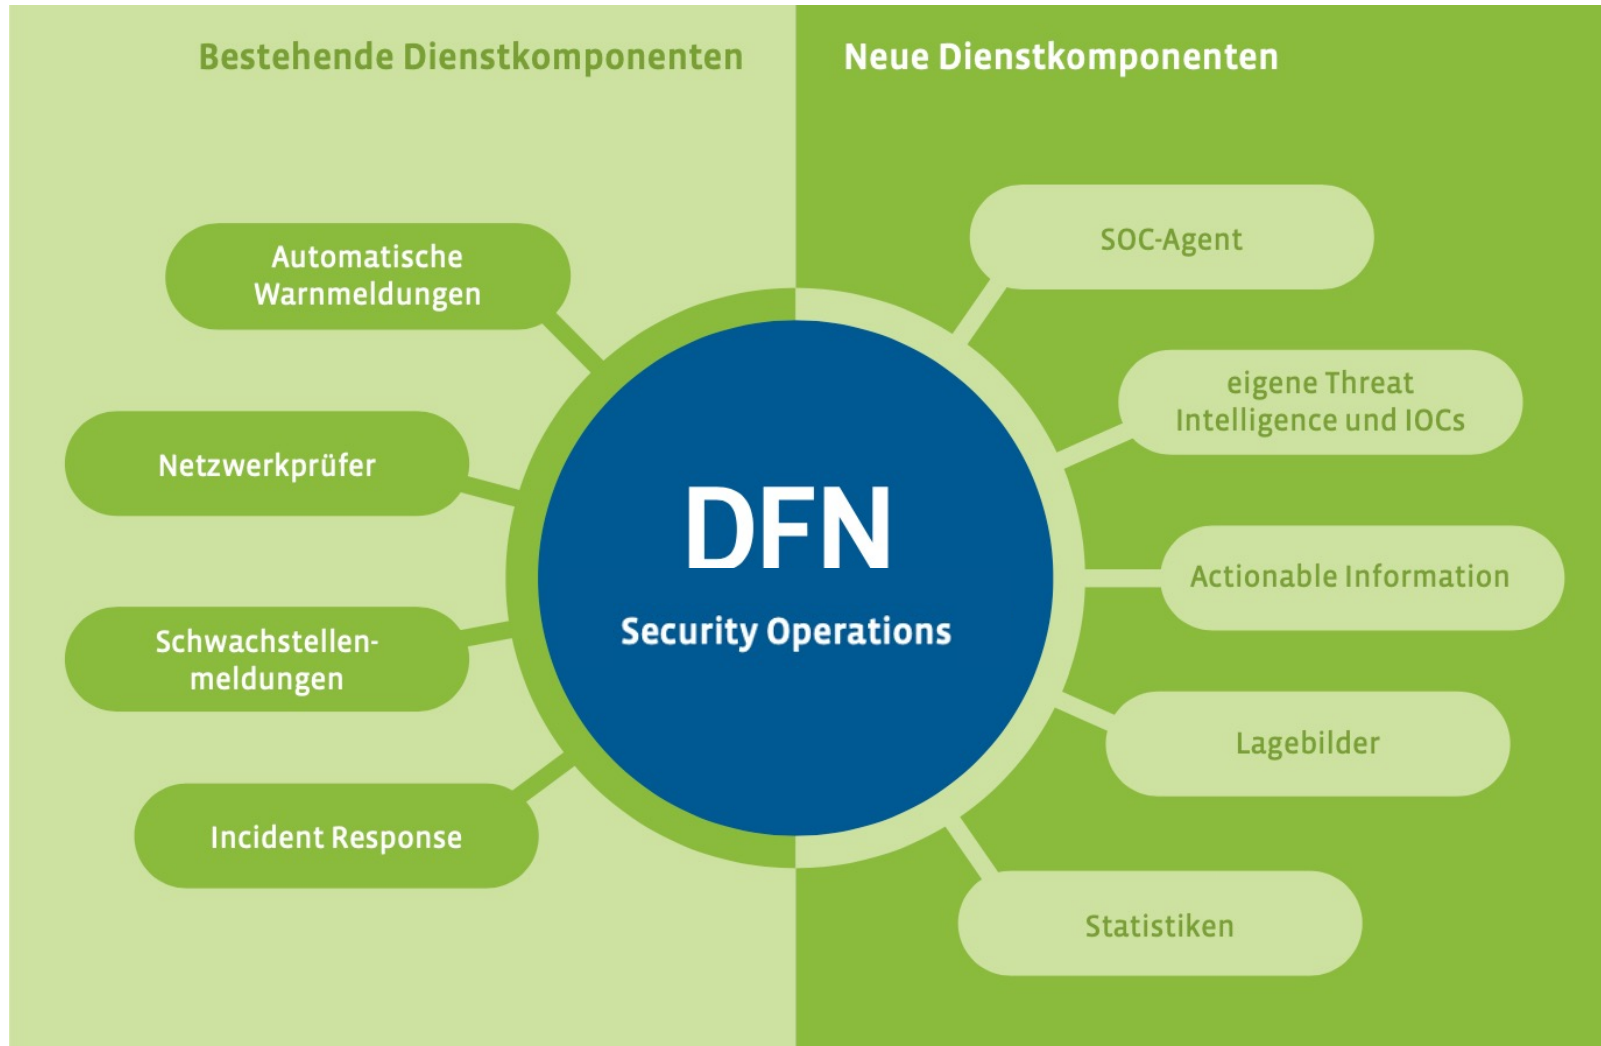 Bestehende Dienstkomponenten
Automatische
Warnmeldungen
Netzwerkprüfer
Schwachstellen-
meldungen
Incident Response
DFN
Security Operations
Neue Dienstkomponenten
SOC-Agent
eigene Threat
Intelligence und IOCs
Actionable Information
Lagebilder
Statistiken